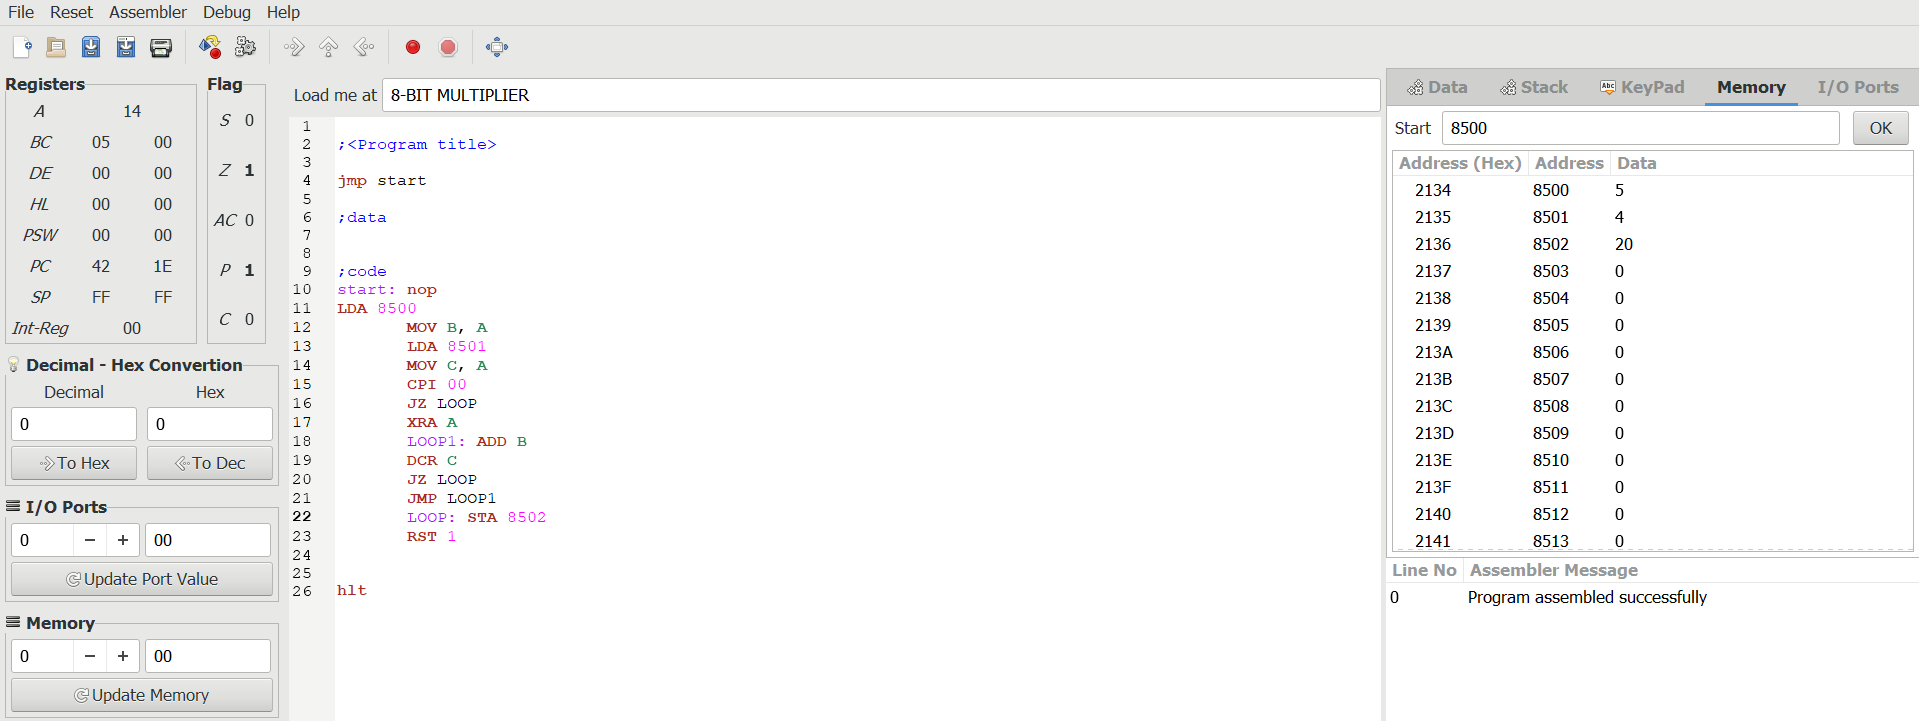 File Reset Assembler Debug Help
Registers
A 14
BC 05 00
DE 00 00
HL 00 00
PSW 00 00
PC 42 1E
SP FF FF
Int-Reg 00
Flag
S 0
Z 1
AC 0
P 1
C 0
Decimal - Hex Convertion
Decimal Hex
0 0
To Hex To Dec
I/O Ports
0 − + 00
Update Port Value
Memory
0 − + 00
Update Memory
Load me at 8-BIT MULTIPLIER
1
2 ;<Program title>
3
4 jmp start
5
6 ;data
7
8
9 ;code
10 start: nop
11 LDA 8500
12 MOV B, A
13 LDA 8501
14 MOV C, A
15 CPI 00
16 JZ LOOP
17 XRA A
18 LOOP1: ADD B
19 DCR C
20 JZ LOOP
21 JMP LOOP1
22 LOOP: STA 8502
23 RST 1
24
25
26 hlt
Data Stack Abc KeyPad Memory I/O Ports
Start 8500 OK
Address (Hex) Address Data
2134 8500 5
2135 8501 4
2136 8502 20
2137 8503 0
2138 8504 0
2139 8505 0
213A 8506 0
213B 8507 0
213C 8508 0
213D 8509 0
213E 8510 0
213F 8511 0
2140 8512 0
2141 8513 0
Line No Assembler Message
0 Program assembled successfully